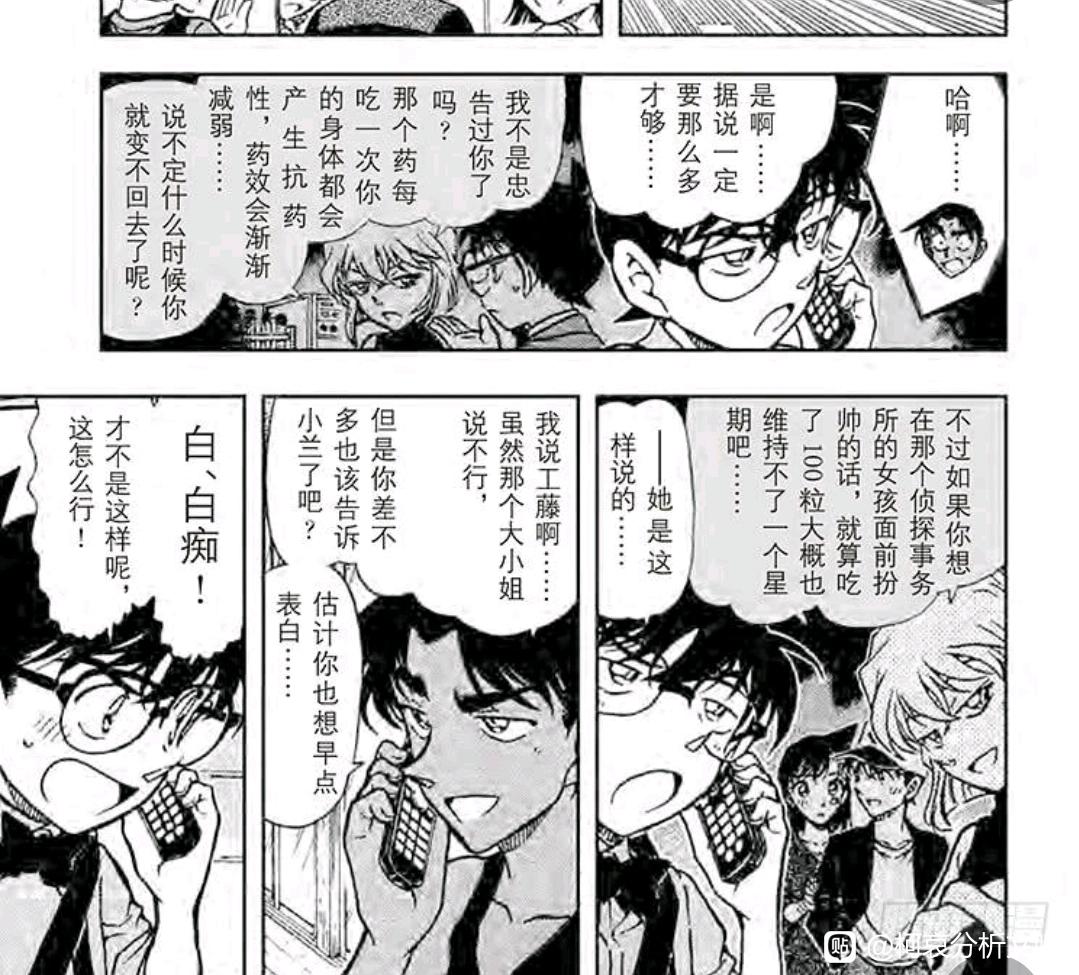 哈啊……
是啊……
据说一定
要那么多
才够……
我不是忠
告过你了
吗？
那个药每
吃一次你
的身体都会
产生抗药
性，药效会渐渐
减弱……
说不定什么时候你
就变不回去了呢？
不过如果你想
在那个侦探事务
所的女孩面前扮
帅的话，就算吃
了100粒大概也
维持不了一个星
期吧……
——她是这
样说的……
我说工藤啊……
虽然那个大小姐
说不行，
但是你差不
多也该告诉
小兰了吧？
估计你也想早点
表白……
白、白痴！
才不是这样呢，
这怎么行！
贴 @柯哀分析